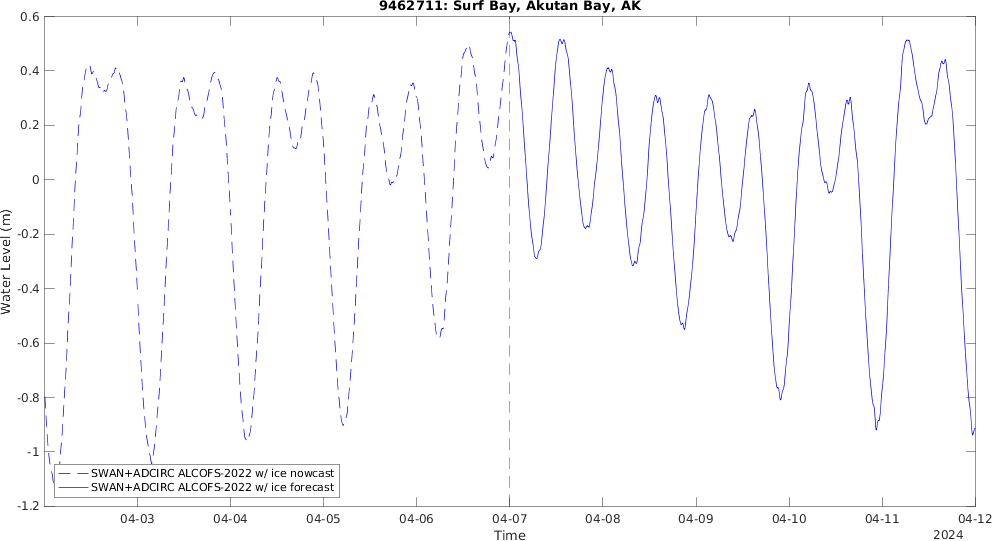 9462711: Surf Bay, Akutan Bay, AK
0.6
0.4
0.2
0
-0.2
-0.4
-0.6
-0.8
-1
-1.2
Water Level (m)
SWAN+ADCIRC ALCOFS-2022 w/ ice nowcast
SWAN+ADCIRC ALCOFS-2022 w/ ice forecast
04-03 04-04 04-05 04-06 04-07 04-08 04-09 04-10 04-11 04-12
Time
2024